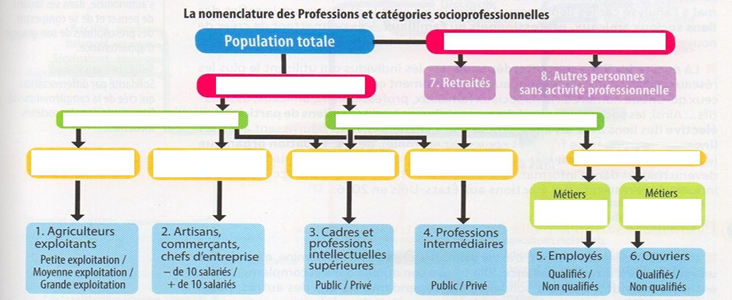 La nomenclature des Professions et catégories socioprofessionnelles
Population totale
7. Retraités
8. Autres personnes
sans activité professionnelle
Métiers
Métiers
1. Agriculteurs
exploitants
Petite exploitation /
Moyenne exploitation /
Grande exploitation
2. Artisans,
commerçants,
chefs d'entreprise
– de 10 salariés /
+ de 10 salariés
3. Cadres et
professions
intellectuelles
supérieures
Public / Privé
4. Professions
intermédiaires
Public / Privé
5. Employés
Qualifiés /
Non qualifiés
6. Ouvriers
Qualifiés /
Non qualifiés